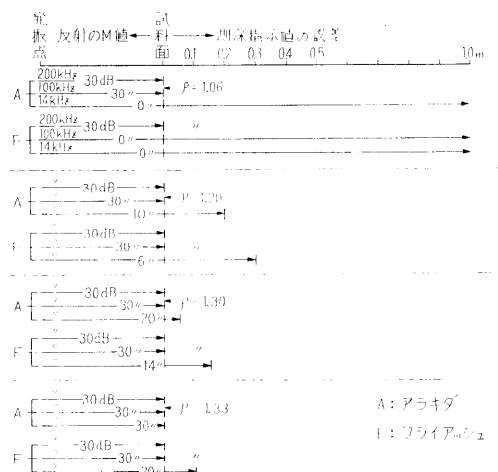 発振点 反射のM値 試料面 測深指示値の誤差
0.1 0.2 0.3 0.4 0.5 1.0m
A 200kHz 30dB
100kHz 30〃 ρ=1.06
14kHz 0〃
F 200kHz 30dB 〃
100kHz 0〃
14kHz 0〃
A 〃 30dB
〃 30〃 ρ=1.20
〃 10〃
F 〃 30dB
〃 30〃 〃
〃 6〃
A 〃 30dB
〃 30〃 ρ=1.30
〃 20〃
F 〃 30dB
〃 30〃 〃
〃 14〃
A 〃 30dB
〃 30〃 ρ=1.33
〃 30〃
F 〃 30dB
〃 30〃 〃
〃 20〃
A:アラキダ
F:フライアッシュ